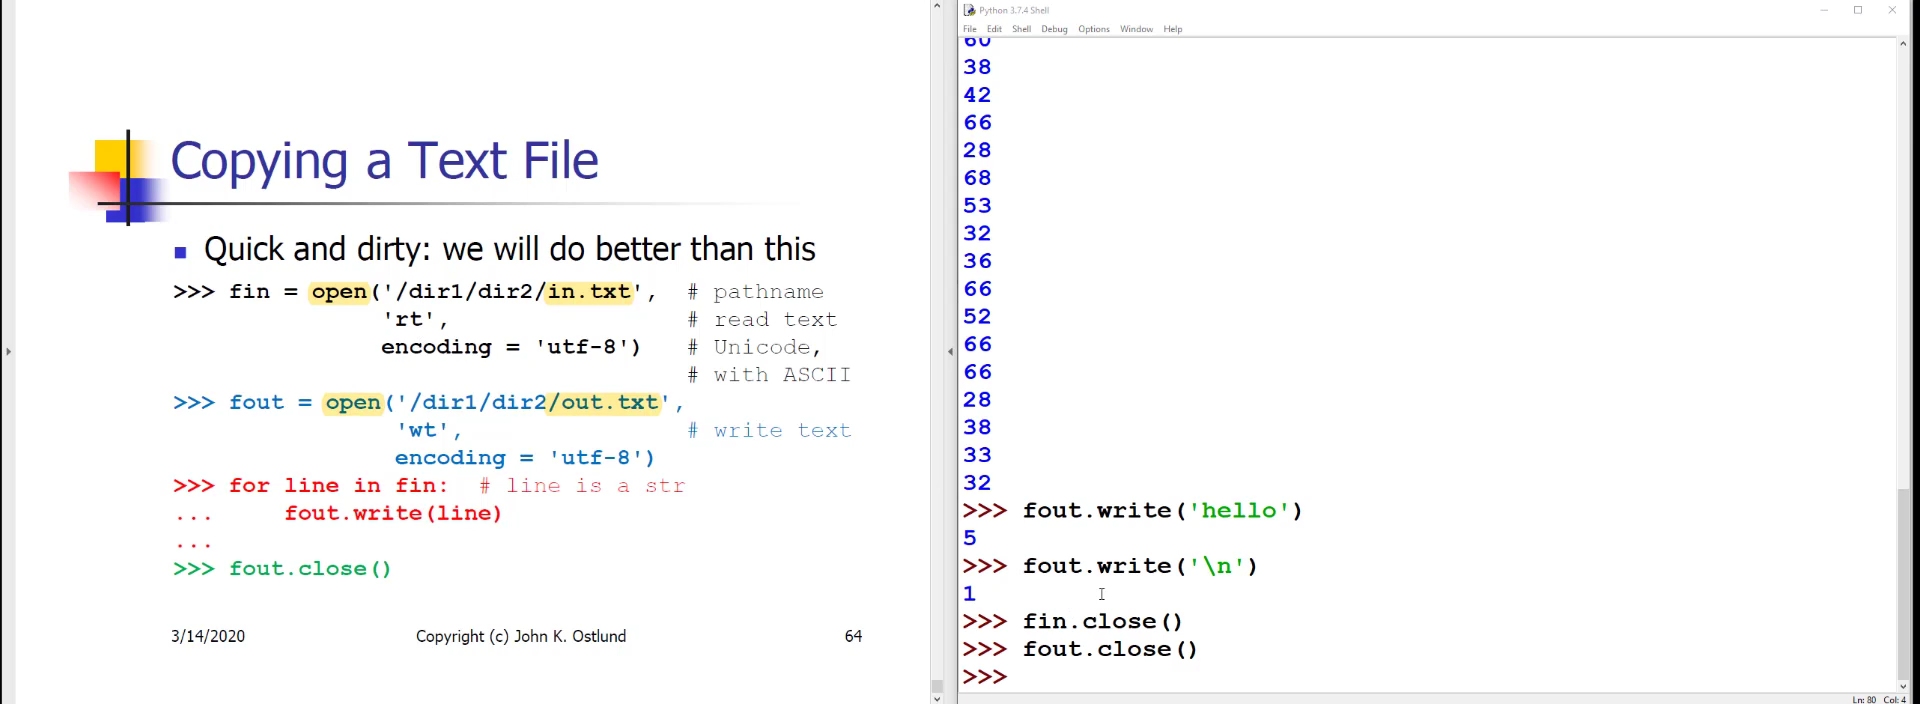 Copying a Text File
Quick and dirty: we will do better than this
>>> fin = open('/dir1/dir2/in.txt', # pathname
'rt', # read text
encoding = 'utf-8') # Unicode,
# with ASCII
>>> fout = open('/dir1/dir2/out.txt',
'wt', # write text
encoding = 'utf-8')
>>> for line in fin: # line is a str
... fout.write(line)
...
>>> fout.close()
3/14/2020 Copyright (c) John K. Ostlund 64
Python 3.7.4 Shell
File Edit Shell Debug Options Window Help
60
38
42
66
28
68
53
32
36
66
52
66
66
28
38
33
32
>>> fout.write('hello')
5
>>> fout.write('\n')
1
>>> fin.close()
>>> fout.close()
>>>
Ln: 80 Col: 4